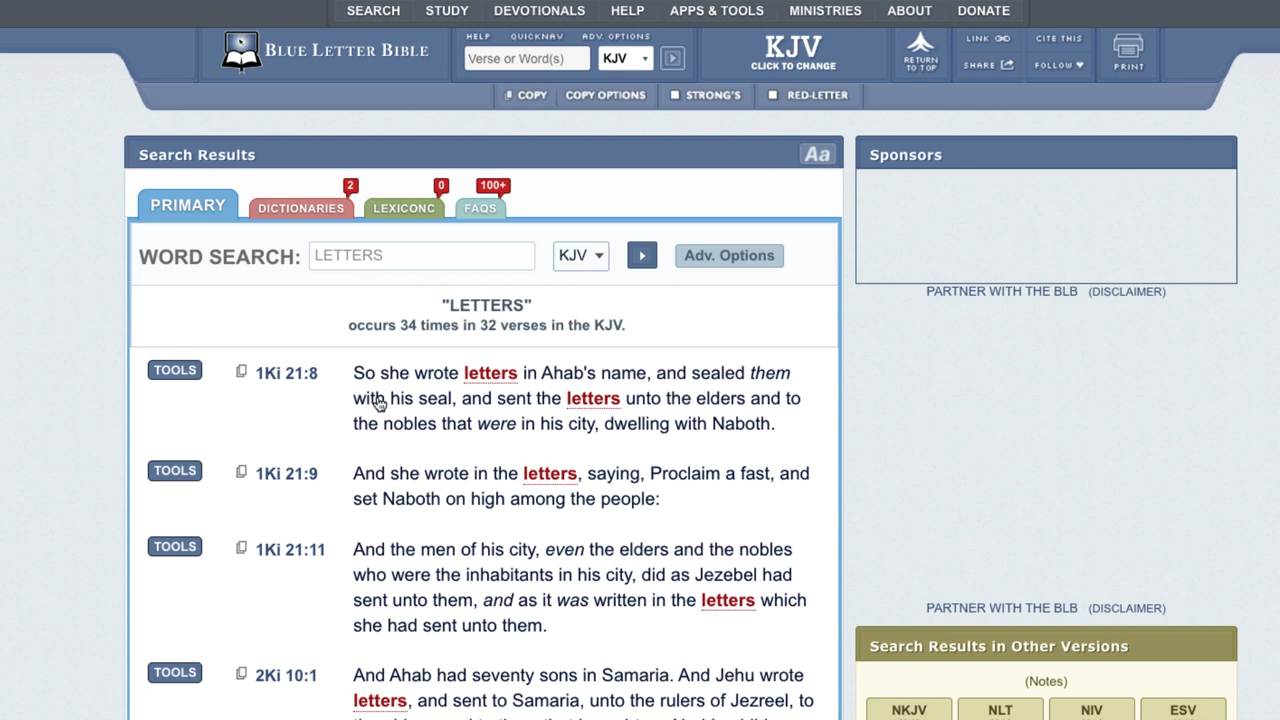 SEARCH STUDY DEVOTIONALS HELP APPS & TOOLS MINISTRIES ABOUT DONATE
BLUE LETTER BIBLE
HELP QUICKNAV ADV. OPTIONS
Verse or Word(s) KJV
KJV
CLICK TO CHANGE
RETURN
TO TOP
LINK CITE THIS
SHARE FOLLOW
PRINT
COPY COPY OPTIONS STRONG'S RED-LETTER
Search Results Aa
PRIMARY DICTIONARIES 2 LEXICONC 0 FAQS 100+
WORD SEARCH: LETTERS KJV Adv. Options
"LETTERS"
occurs 34 times in 32 verses in the KJV.
TOOLS 1Ki 21:8 So she wrote letters in Ahab's name, and sealed them
with his seal, and sent the letters unto the elders and to
the nobles that were in his city, dwelling with Naboth.
TOOLS 1Ki 21:9 And she wrote in the letters, saying, Proclaim a fast, and
set Naboth on high among the people:
TOOLS 1Ki 21:11 And the men of his city, even the elders and the nobles
who were the inhabitants in his city, did as Jezebel had
sent unto them, and as it was written in the letters which
she had sent unto them.
TOOLS 2Ki 10:1 And Ahab had seventy sons in Samaria. And Jehu wrote
letters, and sent to Samaria, unto the rulers of Jezreel, to
Sponsors
PARTNER WITH THE BLB (DISCLAIMER)
PARTNER WITH THE BLB (DISCLAIMER)
Search Results in Other Versions
(Notes)
NKJV NLT NIV ESV